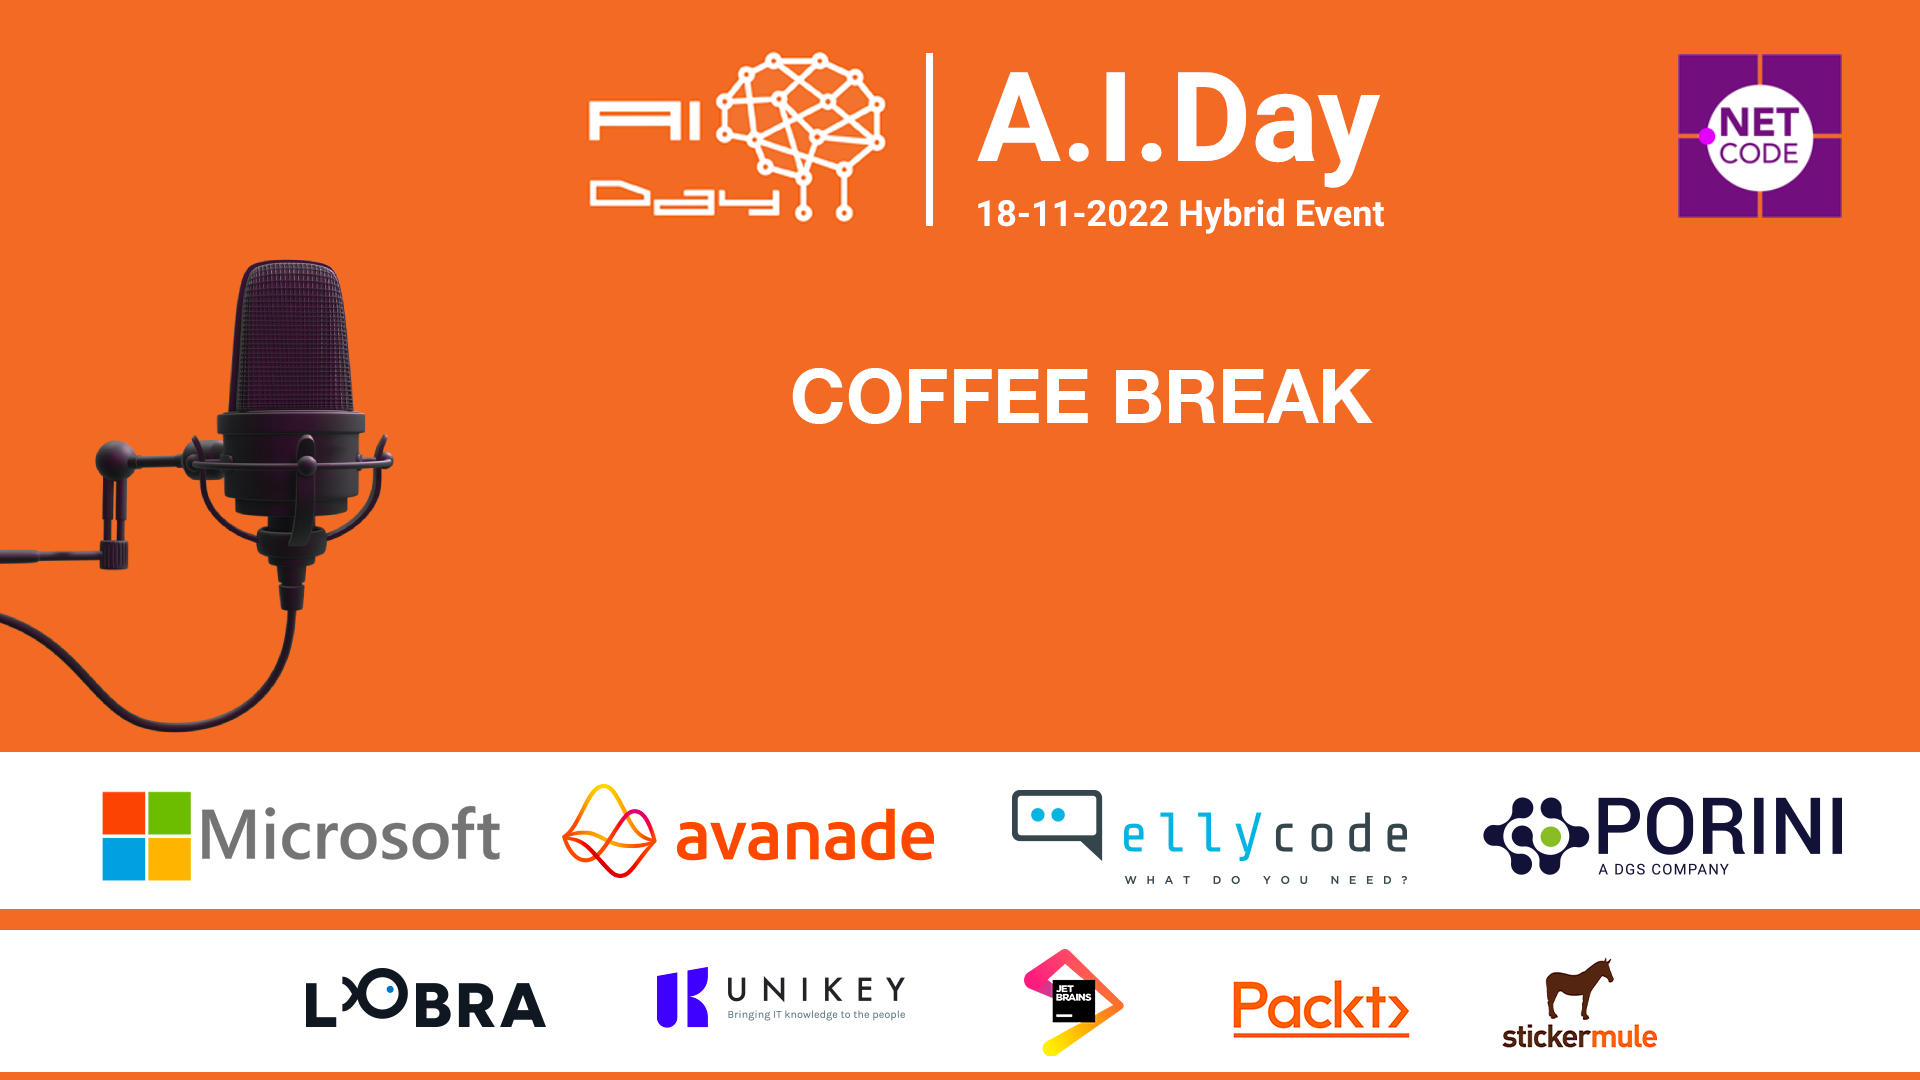 AI
Day
A.I.Day
18-11-2022 Hybrid Event
NET
CODE
COFFEE BREAK
Microsoft
avanade
ellycode
WHAT DO YOU NEED?
PORINI
A DGS COMPANY
LOBRA
UNIKEY
Bringing IT knowledge to the people
JET
BRAINS
Packt>
stickermule